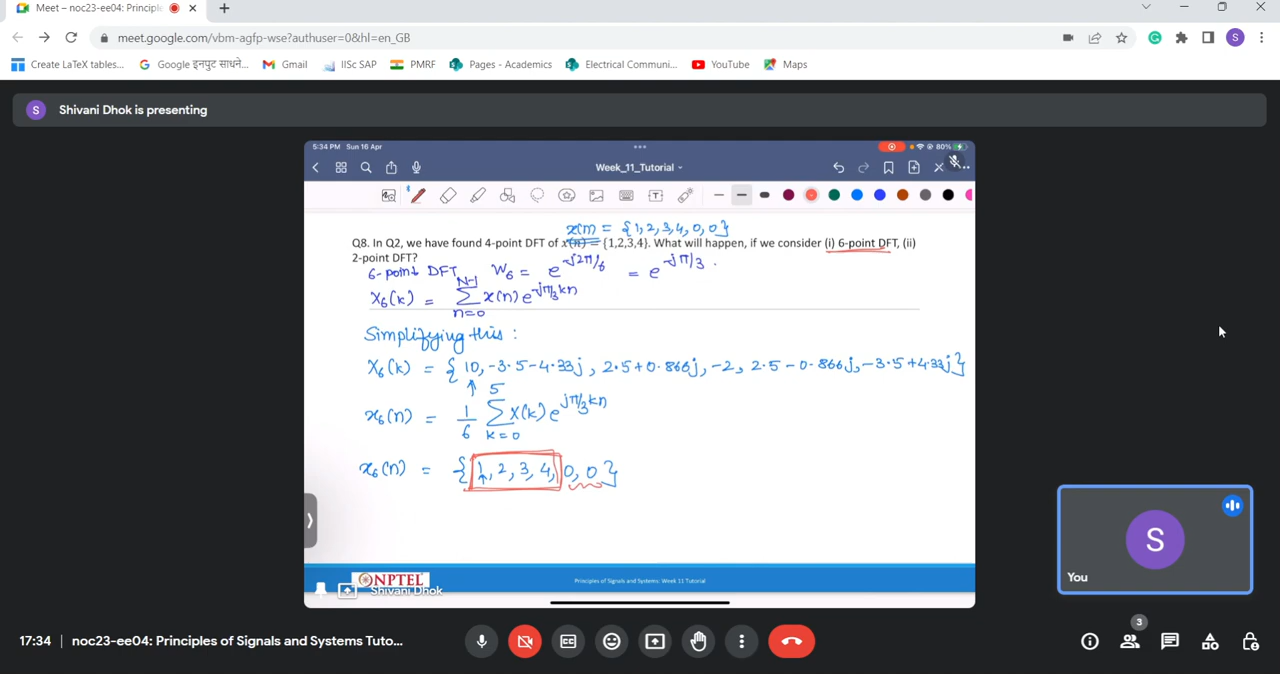 Meet – noc23-ee04: Principl
meet.google.com/vbm-agfp-wse?authuser=0&hl=en_GB
Create LaTeX tables... Google इनपुट साधने... Gmail IISc SAP PMRF Pages - Academics Electrical Communi... YouTube Maps
S Shivani Dhok is presenting
5:34 PM Sun 16 Apr 80%
Week_11_Tutorial
x(n) = {1,2,3,4,0,0}
Q8. In Q2, we have found 4-point DFT of x(n) = {1,2,3,4}. What will happen, if we consider (i) 6-point DFT, (ii)
2-point DFT?
6-point DFT W₆ = e^(-j2π/6) = e^(-jπ/3)
X₆(k) = Σ_(n=0)^(N-1) x(n) e^(-jπ/3 kn)
Simplifying this :
X₆(k) = { 10, -3.5-4.33j, 2.5+0.866j, -2, 2.5-0.866j, -3.5+4.33j}
↑
x₆(n) = 1/6 Σ_(k=0)^(5) X(k) e^(jπ/3 kn)
x₆(n) = { 1, 2, 3, 4, 0, 0 }
↑
NPTEL
Principles of Signals and Systems: Week 11 Tutorial
Shivani Dhok
S
You
17:34 | noc23-ee04: Principles of Signals and Systems Tuto...
3